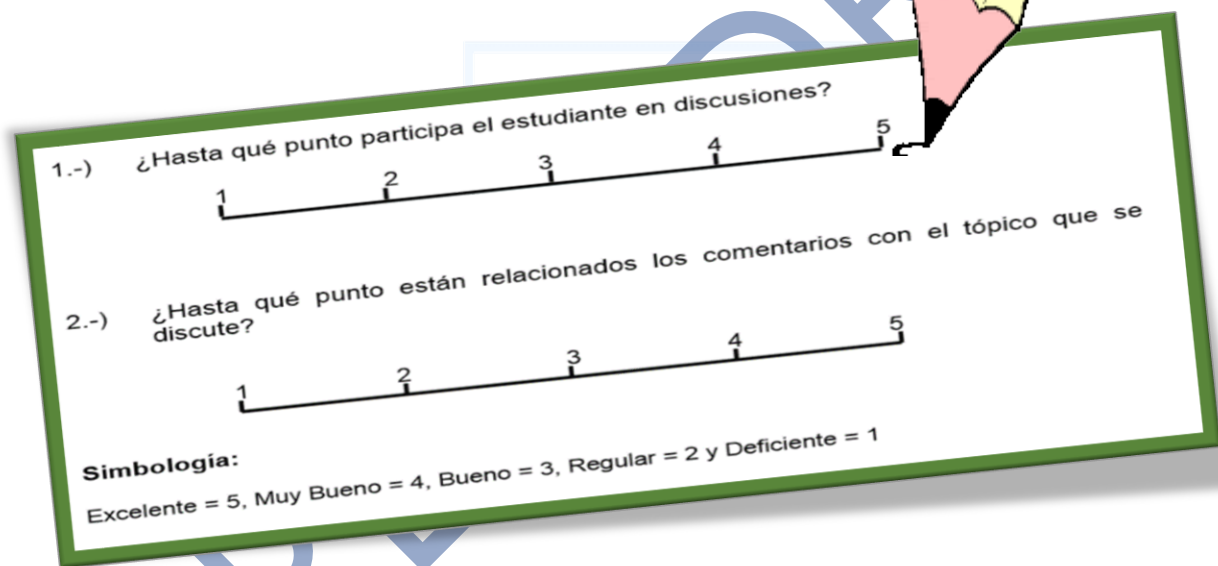 1.-) ¿Hasta qué punto participa el estudiante en discusiones?
1 2 3 4 5
2.-) ¿Hasta qué punto están relacionados los comentarios con el tópico que se
discute?
1 2 3 4 5
Simbología:
Excelente = 5, Muy Bueno = 4, Bueno = 3, Regular = 2 y Deficiente = 1